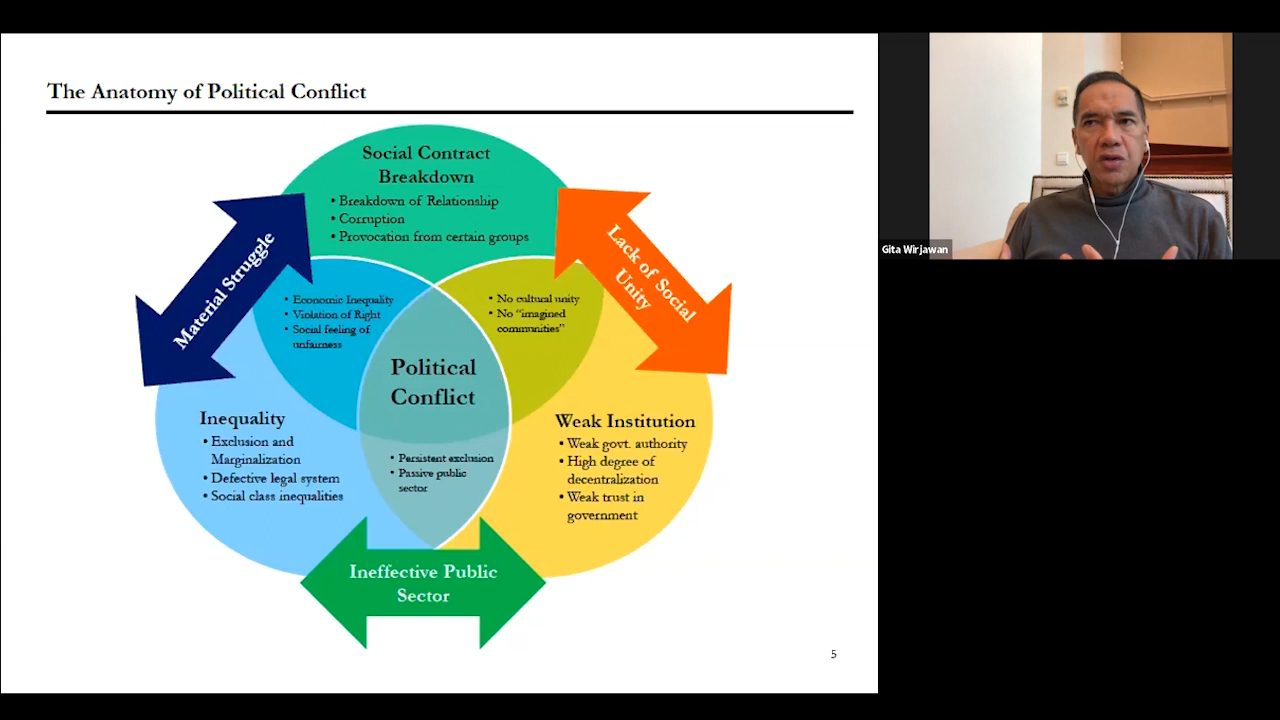 The Anatomy of Political Conflict
Social Contract
Breakdown
• Breakdown of Relationship
• Corruption
• Provocation from certain groups
Material Struggle
Lack of Social
Unity
• Economic Inequality
• Violation of Right
• Social feeling of
unfairness
• No cultural unity
• No “imagined
communities”
Political
Conflict
Inequality
• Exclusion and
Marginalization
• Defective legal system
• Social class inequalities
Weak Institution
• Weak govt. authority
• High degree of
decentralization
• Weak trust in
government
• Persistent exclusion
• Passive public
sector
Ineffective Public
Sector
5
Gita Wirjawan